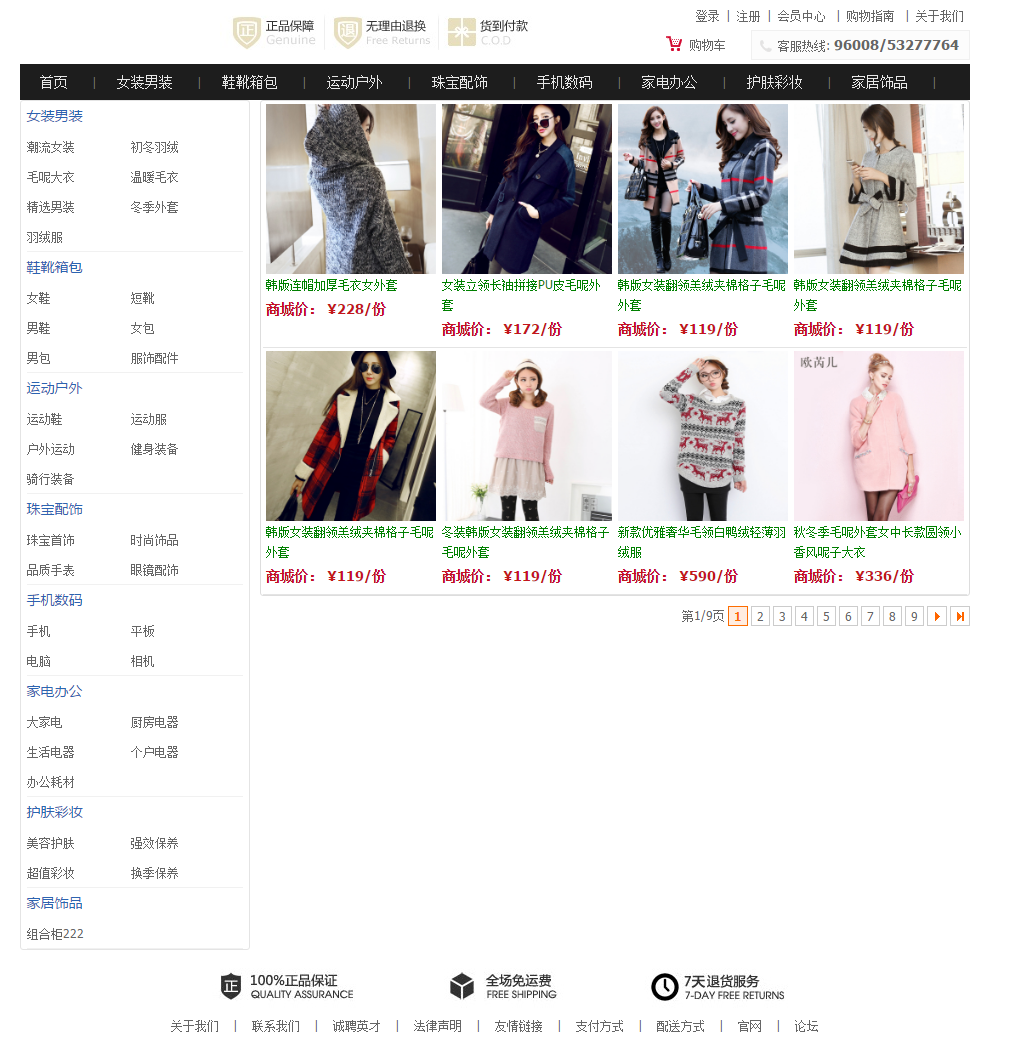 正品保障 无理由退换 货到付款
Genuine Free Returns C.O.D
登录 | 注册 | 会员中心 | 购物指南 | 关于我们
购物车 客服热线: 96008/53277764
首页 | 女装男装 | 鞋靴箱包 | 运动户外 | 珠宝配饰 | 手机数码 | 家电办公 | 护肤彩妆 | 家居饰品 |
女装男装
潮流女装 初冬羽绒
毛呢大衣 温暖毛衣
精选男装 冬季外套
羽绒服
鞋靴箱包
女鞋 短靴
男鞋 女包
男包 服饰配件
运动户外
运动鞋 运动服
户外运动 健身装备
骑行装备
珠宝配饰
珠宝首饰 时尚饰品
品质手表 眼镜配饰
手机数码
手机 平板
电脑 相机
家电办公
大家电 厨房电器
生活电器 个户电器
办公耗材
护肤彩妆
美容护肤 强效保养
超值彩妆 换季保养
家居饰品
组合柜222
韩版连帽加厚毛衣女外套
商城价： ¥228/份
女装立领长袖拼接PU皮毛呢外
套
商城价： ¥172/份
韩版女装翻领羔绒夹棉格子毛呢
外套
商城价： ¥119/份
韩版女装翻领羔绒夹棉格子毛呢
外套
商城价： ¥119/份
韩版女装翻领羔绒夹棉格子毛呢
外套
商城价： ¥119/份
冬装韩版女装翻领羔绒夹棉格子
毛呢外套
商城价： ¥119/份
新款优雅奢华毛领白鸭绒轻薄羽
绒服
商城价： ¥590/份
欧芮儿
秋冬季毛呢外套女中长款圆领小
香风呢子大衣
商城价： ¥336/份
第1/9页 1 2 3 4 5 6 7 8 9
正 100%正品保证
QUALITY ASSURANCE
全场免运费
FREE SHIPPING
7天退货服务
7-DAY FREE RETURNS
关于我们 | 联系我们 | 诚聘英才 | 法律声明 | 友情链接 | 支付方式 | 配送方式 | 官网 | 论坛